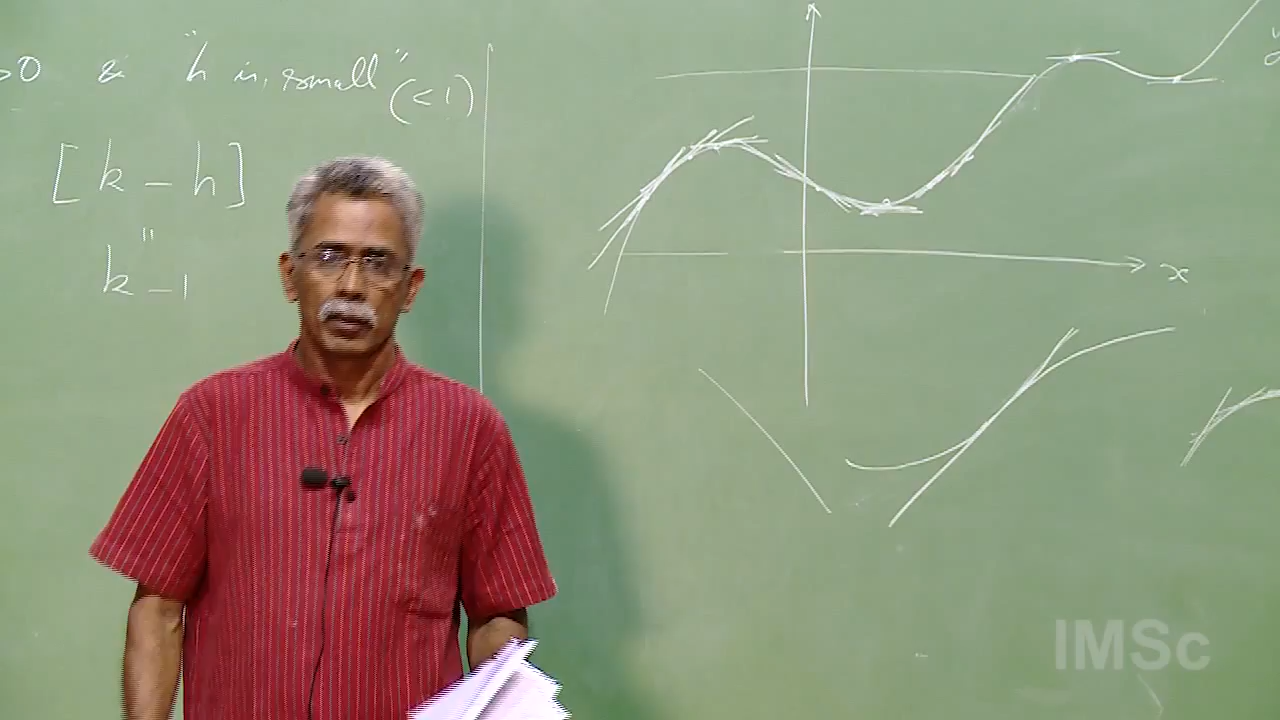 >0 & "h is small" (<1)
[k - h]
"
k - 1
x
y
IMSc